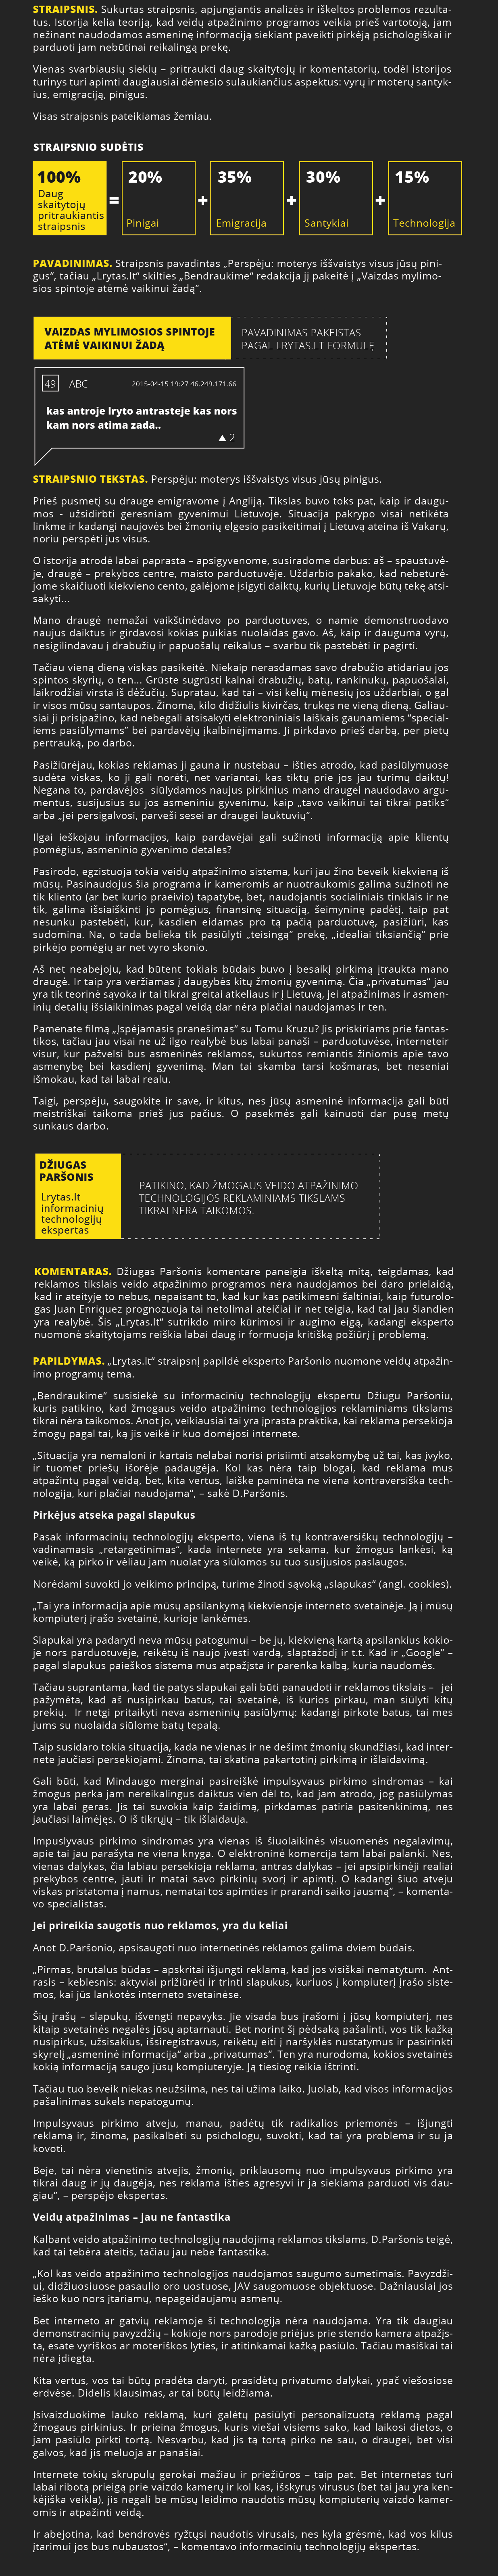 STRAIPSNIS. Sukurtas straipsnis, apjungiantis analizės ir iškeltos problemos rezulta-
tus. Istorija kelia teoriją, kad veidų atpažinimo programos veikia prieš vartotoją, jam
nežinant naudodamos asmeninę informaciją siekiant paveikti pirkėją psichologiškai ir
parduoti jam nebūtinai reikalingą prekę.
Vienas svarbiausių siekių – pritraukti daug skaitytojų ir komentatorių, todėl istorijos
turinys turi apimti daugiausiai dėmesio sulaukiančius aspektus: vyrų ir moterų santyk-
ius, emigraciją, pinigus.
Visas straipsnis pateikiamas žemiau.
STRAIPSNIO SUDĖTIS
100%
Daug
skaitytojų
pritraukiantis
straipsnis
=
20%
Pinigai
+
35%
Emigracija
+
30%
Santykiai
+
15%
Technologija
PAVADINIMAS. Straipsnis pavadintas „Perspėju: moterys iššvaistys visus jūsų pini-
gus“, tačiau „Lrytas.lt“ skilties „Bendraukime“ redakcija jį pakeitė į „Vaizdas mylimo-
sios spintoje atėmė vaikinui žadą“.
VAIZDAS MYLIMOSIOS SPINTOJE
ATĖMĖ VAIKINUI ŽADĄ
PAVADINIMAS PAKEISTAS
PAGAL LRYTAS.LT FORMULĘ
49 ABC 2015-04-15 19:27 46.249.171.66
kas antroje lryto antrasteje kas nors
kam nors atima zada..
▲ 2
STRAIPSNIO TEKSTAS. Perspėju: moterys iššvaistys visus jūsų pinigus.
Prieš pusmetį su drauge emigravome į Angliją. Tikslas buvo toks pat, kaip ir daugu-
mos - užsidirbti geresniam gyvenimui Lietuvoje. Situacija pakrypo visai netikėta
linkme ir kadangi naujovės bei žmonių elgesio pasikeitimai į Lietuvą ateina iš Vakarų,
noriu perspėti jus visus.
O istorija atrodė labai paprasta – apsigyvenome, susiradome darbus: aš – spaustuvė-
je, draugė – prekybos centre, maisto parduotuvėje. Uždarbio pakako, kad nebeturė-
jome skaičiuoti kiekvieno cento, galėjome įsigyti daiktų, kurių Lietuvoje būtų tekę atsi-
sakyti...
Mano draugė nemažai vaikštinėdavo po parduotuves, o namie demonstruodavo
naujus daiktus ir girdavosi kokias puikias nuolaidas gavo. Aš, kaip ir dauguma vyrų,
nesigilindavau į drabužių ir papuošalų reikalus – svarbu tik pastebėti ir pagirti.
Tačiau vieną dieną viskas pasikeitė. Niekaip nerasdamas savo drabužio atidariau jos
spintos skyrių, o ten... Grūste sugrūsti kalnai drabužių, batų, rankinukų, papuošalai,
laikrodžiai virsta iš dėžučių. Supratau, kad tai – visi kelių mėnesių jos uždarbiai, o gal
ir visos mūsų santaupos. Žinoma, kilo didžiulis kivirčas, trukęs ne vieną dieną. Galiau-
siai ji prisipažino, kad nebegali atsisakyti elektroniniais laiškais gaunamiems “special-
iems pasiūlymams” bei pardavėjų įkalbinėjimams. Ji pirkdavo prieš darbą, per pietų
pertrauką, po darbo.
Pasižiūrėjau, kokias reklamas ji gauna ir nustebau – išties atrodo, kad pasiūlymuose
sudėta viskas, ko ji gali norėti, net variantai, kas tiktų prie jos jau turimų daiktų!
Negana to, pardavėjos siūlydamos naujus pirkinius mano draugei naudodavo argu-
mentus, susijusius su jos asmeniniu gyvenimu, kaip „tavo vaikinui tai tikrai patiks“
arba „jei persigalvosi, parveši sesei ar draugei lauktuvių“.
Ilgai ieškojau informacijos, kaip pardavėjai gali sužinoti informaciją apie klientų
pomėgius, asmeninio gyvenimo detales?
Pasirodo, egzistuoja tokia veidų atpažinimo sistema, kuri jau žino beveik kiekvieną iš
mūsų. Pasinaudojus šia programa ir kameromis ar nuotraukomis galima sužinoti ne
tik kliento (ar bet kurio praeivio) tapatybę, bet, naudojantis socialiniais tinklais ir ne
tik, galima išsiaiškinti jo pomėgius, finansinę situaciją, šeimyninę padėtį, taip pat
nesunku pastebėti, kur, kasdien eidamas pro tą pačią parduotuvę, pasižiūri, kas
sudomina. Na, o tada belieka tik pasiūlyti „teisingą“ prekę, „idealiai tiksiančią“ prie
pirkėjo pomėgių ar net vyro skonio.
Aš net neabejoju, kad būtent tokiais būdais buvo į besaikį pirkimą įtraukta mano
draugė. Ir taip yra veržiamas į daugybės kitų žmonių gyvenimą. Čia „privatumas“ jau
yra tik teorinė sąvoka ir tai tikrai greitai atkeliaus ir į Lietuvą, jei atpažinimas ir asmen-
inių detalių išsiaiškinimas pagal veidą dar nėra plačiai naudojamas ir ten.
Pamenate filmą „Įspėjamasis pranešimas“ su Tomu Kruzu? Jis priskiriams prie fantas-
tikos, tačiau jau visai ne už ilgo realybė bus labai panaši – parduotuvėse, interneteir
visur, kur pažvelsi bus asmeninės reklamos, sukurtos remiantis žiniomis apie tavo
asmenybę bei kasdienį gyvenimą. Man tai skamba tarsi košmaras, bet neseniai
išmokau, kad tai labai realu.
Taigi, perspėju, saugokite ir save, ir kitus, nes jūsų asmeninė informacija gali būti
meistriškai taikoma prieš jus pačius. O pasekmės gali kainuoti dar pusę metų
sunkaus darbo.
DŽIUGAS
PARŠONIS
Lrytas.lt
informacinių
technologijų
ekspertas
PATIKINO, KAD ŽMOGAUS VEIDO ATPAŽINIMO
TECHNOLOGIJOS REKLAMINIAMS TIKSLAMS
TIKRAI NĖRA TAIKOMOS.
KOMENTARAS. Džiugas Paršonis komentare paneigia iškeltą mitą, teigdamas, kad
reklamos tikslais veido atpažinimo programos nėra naudojamos bei daro prielaidą,
kad ir ateityje to nebus, nepaisant to, kad kur kas patikimesni šaltiniai, kaip futurolo-
gas Juan Enriquez prognozuoja tai netolimai ateičiai ir net teigia, kad tai jau šiandien
yra realybė. Šis „Lrytas.lt“ sutrikdo miro kūrimosi ir augimo eigą, kadangi eksperto
nuomonė skaitytojams reiškia labai daug ir formuoja kritišką požiūrį į problemą.
PAPILDYMAS. „Lrytas.lt“ straipsnį papildė eksperto Paršonio nuomone veidų atpažin-
imo programų tema.
„Bendraukime“ susisiekė su informacinių technologijų ekspertu Džiugu Paršoniu,
kuris patikino, kad žmogaus veido atpažinimo technologijos reklaminiams tikslams
tikrai nėra taikomos. Anot jo, veikiausiai tai yra įprasta praktika, kai reklama persekioja
žmogų pagal tai, ką jis veikė ir kuo domėjosi internete.
„Situacija yra nemaloni ir kartais nelabai norisi prisiimti atsakomybę už tai, kas įvyko,
ir tuomet priešų išorėje padaugėja. Kol kas nėra taip blogai, kad reklama mus
atpažintų pagal veidą, bet, kita vertus, laiške paminėta ne viena kontraversiška tech-
nologija, kuri plačiai naudojama“, – sakė D.Paršonis.
Pirkėjus atseka pagal slapukus
Pasak informacinių technologijų eksperto, viena iš tų kontraversiškų technologijų –
vadinamasis „retargetinimas“, kada internete yra sekama, kur žmogus lankėsi, ką
veikė, ką pirko ir vėliau jam nuolat yra siūlomos su tuo susijusios paslaugos.
Norėdami suvokti jo veikimo principą, turime žinoti sąvoką „slapukas“ (angl. cookies).
„Tai yra informacija apie mūsų apsilankymą kiekvienoje interneto svetainėje. Ją į mūsų
kompiuterį įrašo svetainė, kurioje lankėmės.
Slapukai yra padaryti neva mūsų patogumui – be jų, kiekvieną kartą apsilankius kokio-
je nors parduotuvėje, reikėtų iš naujo įvesti vardą, slaptažodį ir t.t. Kad ir „Google“ –
pagal slapukus paieškos sistema mus atpažįsta ir parenka kalbą, kuria naudomės.
Tačiau suprantama, kad tie patys slapukai gali būti panaudoti ir reklamos tikslais – jei
pažymėta, kad aš nusipirkau batus, tai svetainė, iš kurios pirkau, man siūlyti kitų
prekių. Ir netgi pritaikyti neva asmeninių pasiūlymų: kadangi pirkote batus, tai mes
jums su nuolaida siūlome batų tepalą.
Taip susidaro tokia situacija, kada ne vienas ir ne dešimt žmonių skundžiasi, kad inter-
nete jaučiasi persekiojami. Žinoma, tai skatina pakartotinį pirkimą ir išlaidavimą.
Gali būti, kad Mindaugo merginai pasireiškė impulsyvaus pirkimo sindromas – kai
žmogus perka jam nereikalingus daiktus vien dėl to, kad jam atrodo, jog pasiūlymas
yra labai geras. Jis tai suvokia kaip žaidimą, pirkdamas patiria pasitenkinimą, nes
jaučiasi laimėjęs. O iš tikrųjų – tik išlaidauja.
Impuslyvaus pirkimo sindromas yra vienas iš šiuolaikinės visuomenės negalavimų,
apie tai jau parašyta ne viena knyga. O elektroninė komercija tam labai palanki. Nes,
vienas dalykas, čia labiau persekioja reklama, antras dalykas – jei apsipirkinėji realiai
prekybos centre, jauti ir matai savo pirkinių svorį ir apimtį. O kadangi šiuo atveju
viskas pristatoma į namus, nematai tos apimties ir prarandi saiko jausmą“, – komenta-
vo specialistas.
Jei prireikia saugotis nuo reklamos, yra du keliai
Anot D.Paršonio, apsisaugoti nuo internetinės reklamos galima dviem būdais.
„Pirmas, brutalus būdas – apskritai išjungti reklamą, kad jos visiškai nematytum. Ant-
rasis – keblesnis: aktyviai prižiūrėti ir trinti slapukus, kuriuos į kompiuterį įrašo siste-
mos, kai jūs lankotės interneto svetainėse.
Šių įrašų – slapukų, išvengti nepavyks. Jie visada bus įrašomi į jūsų kompiuterį, nes
kitaip svetainės negalės jūsų aptarnauti. Bet norint šį pėdsaką pašalinti, vos tik kažką
nusipirkus, užsisakius, išsiregistravus, reikėtų eiti į naršyklės nustatymus ir pasirinkti
skyrelį „asmeninė informacija“ arba „privatumas“. Ten yra nurodoma, kokios svetainės
kokią informaciją saugo jūsų kompiuteryje. Ją tiesiog reikia ištrinti.
Tačiau tuo beveik niekas neužsiima, nes tai užima laiko. Juolab, kad visos informacijos
pašalinimas sukels nepatogumų.
Impulsyvaus pirkimo atveju, manau, padėtų tik radikalios priemonės – išjungti
reklamą ir, žinoma, pasikalbėti su psichologu, suvokti, kad tai yra problema ir su ja
kovoti.
Beje, tai nėra vienetinis atvejis, žmonių, priklausomų nuo impulsyvaus pirkimo yra
tikrai daug ir jų daugėja, nes reklama išties agresyvi ir ja siekiama parduoti vis dau-
giau“, – perspėjo ekspertas.
Veidų atpažinimas – jau ne fantastika
Kalbant veido atpažinimo technologijų naudojimą reklamos tikslams, D.Paršonis teigė,
kad tai tebėra ateitis, tačiau jau nebe fantastika.
„Kol kas veido atpažinimo technologijos naudojamos saugumo sumetimais. Pavyzdži-
ui, didžiuosiuose pasaulio oro uostuose, JAV saugomuose objektuose. Dažniausiai jos
ieško kuo nors įtariamų, nepageidaujamų asmenų.
Bet interneto ar gatvių reklamoje ši technologija nėra naudojama. Yra tik daugiau
demonstracinių pavyzdžių – kokioje nors parodoje priėjus prie stendo kamera atpažįs-
ta, esate vyriškos ar moteriškos lyties, ir atitinkamai kažką pasiūlo. Tačiau masiškai tai
nėra įdiegta.
Kita vertus, vos tai būtų pradėta daryti, prasidėtų privatumo dalykai, ypač viešosiose
erdvėse. Didelis klausimas, ar tai būtų leidžiama.
Įsivaizduokime lauko reklamą, kuri galėtų pasiūlyti personalizuotą reklamą pagal
žmogaus pirkinius. Ir prieina žmogus, kuris viešai visiems sako, kad laikosi dietos, o
jam pasiūlo pirkti tortą. Nesvarbu, kad jis tą tortą pirko ne sau, o draugei, bet visi
galvos, kad jis meluoja ar panašiai.
Internete tokių skrupulų gerokai mažiau ir priežiūros – taip pat. Bet internetas turi
labai ribotą prieigą prie vaizdo kamerų ir kol kas, išskyrus virusus (bet tai jau yra ken-
kėjiška veikla), jis negali be mūsų leidimo naudotis mūsų kompiuterių vaizdo kamer-
omis ir atpažinti veidą.
Ir abejotina, kad bendrovės ryžtųsi naudotis virusais, nes kyla grėsmė, kad vos kilus
įtarimui jos bus nubaustos“, – komentavo informacinių technologijų ekspertas.